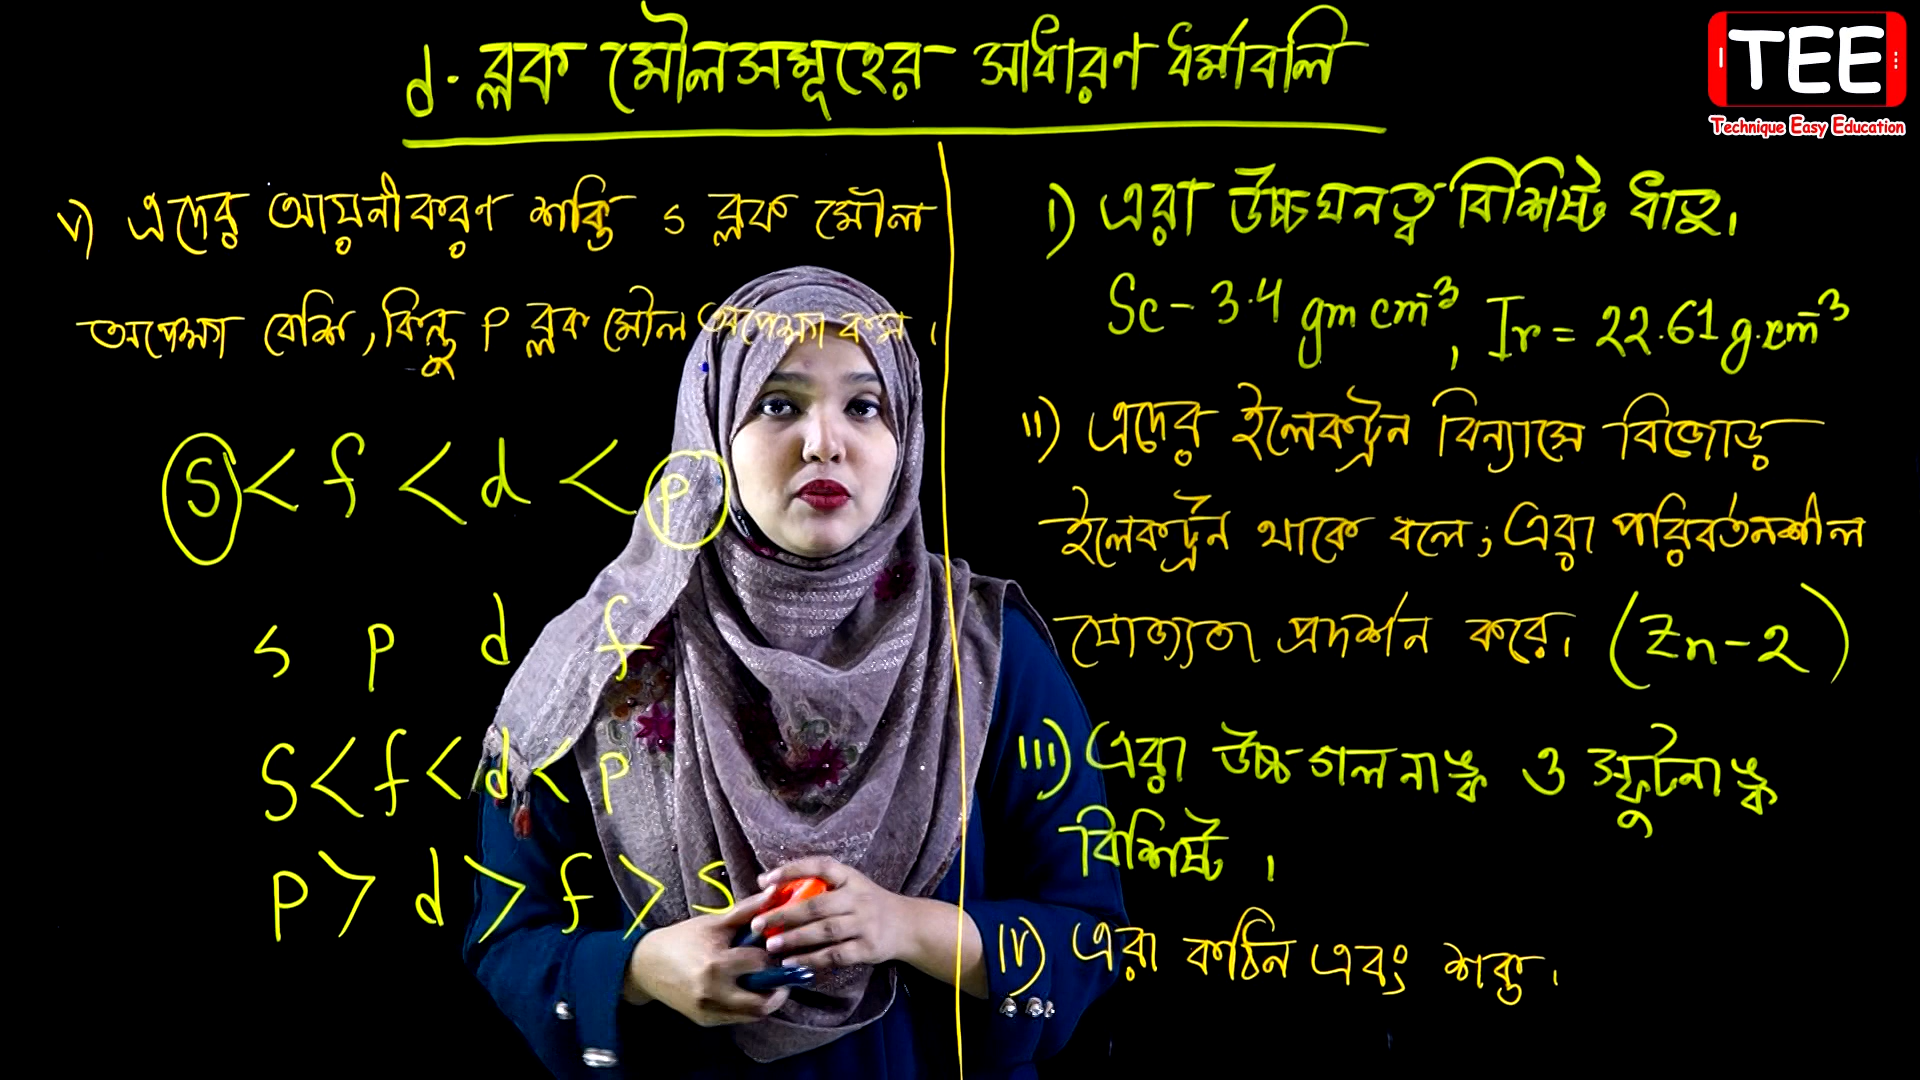 d-ব্লক মৌলসমূহের সাধারণ ধর্মাবলি
TEE
Technique Easy Education
i) এরা উচ্চঘনত্ব বিশিষ্ট ধাতু।
Sc - 3.4 gm cm⁻³, Ir = 22.61 g.cm⁻³
ii) এদের ইলেকট্রন বিন্যাসে বিজোড়
ইলেকট্রন থাকে বলে; এরা পরিবর্তনশীল
যোজ্যতা প্রদর্শন করে। (Zn-2)
iii) এরা উচ্চ গলনাঙ্ক ও স্ফুটনাঙ্ক
বিশিষ্ট।
iv) এরা কঠিন এবং শক্ত।
v) এদের আয়নীকরণ শক্তি s ব্লক মৌল
অপেক্ষা বেশি, কিন্তু p ব্লক মৌল অপেক্ষা কম।
s < f < d < p
s p d f
s < f < d < p
p > d > f > s